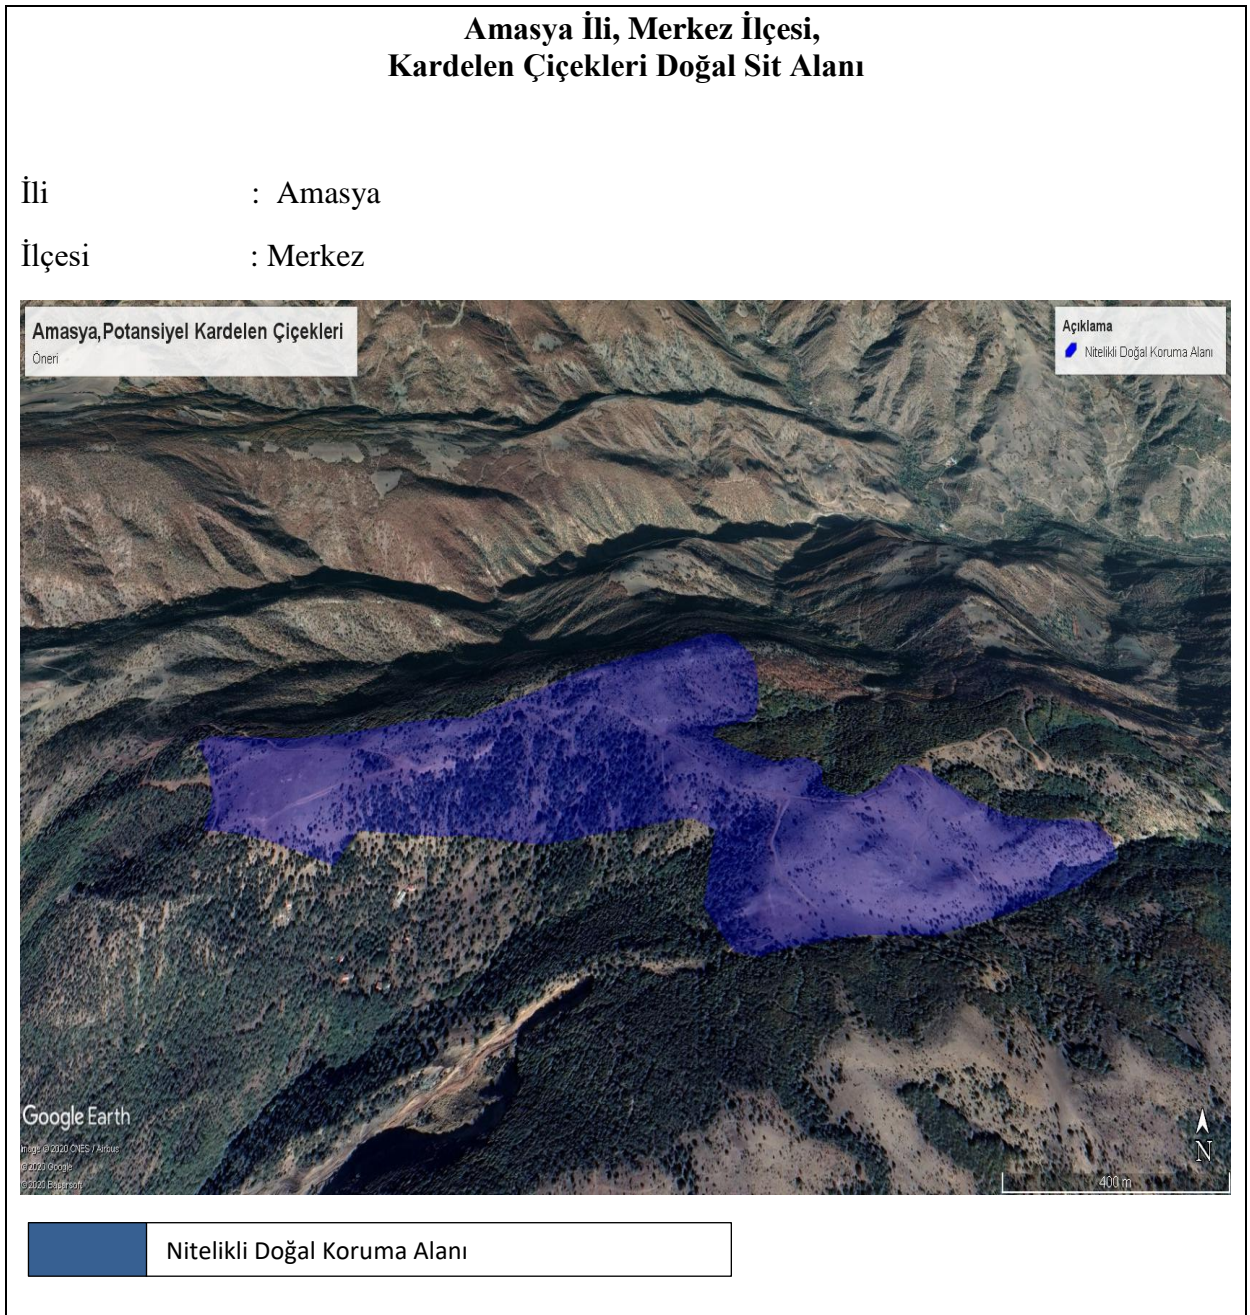 Amasya İli, Merkez İlçesi,
Kardelen Çiçekleri Doğal Sit Alanı
İli : Amasya
İlçesi : Merkez
Amasya,Potansiyel Kardelen Çiçekleri
Öneri
Açıklama
Nitelikli Doğal Koruma Alanı
Google Earth
Image © 2020 CNES / Airbus
© 2020 Google
© 2020 Basarsoft
N
400 m
Nitelikli Doğal Koruma Alanı